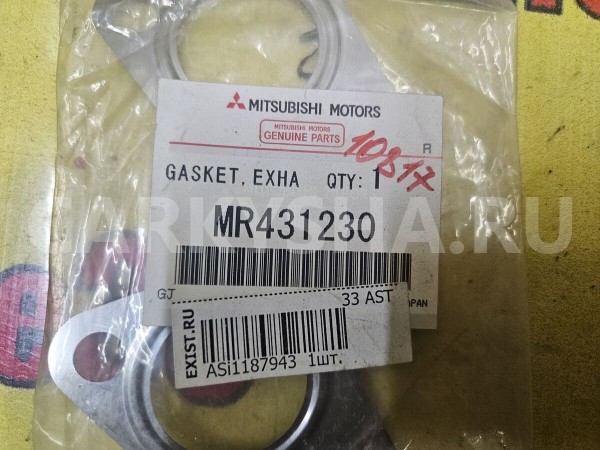 MITSUBISHI MOTORS
MITSUBISHI MOTORS
GENUINE PARTS
R
10817
GASKET, EXHA QTY: 1
MR431230
GARKYSHA.RU
GJ
33 AST
JAPAN
EXIST.RU
ASi1187943 1шт.